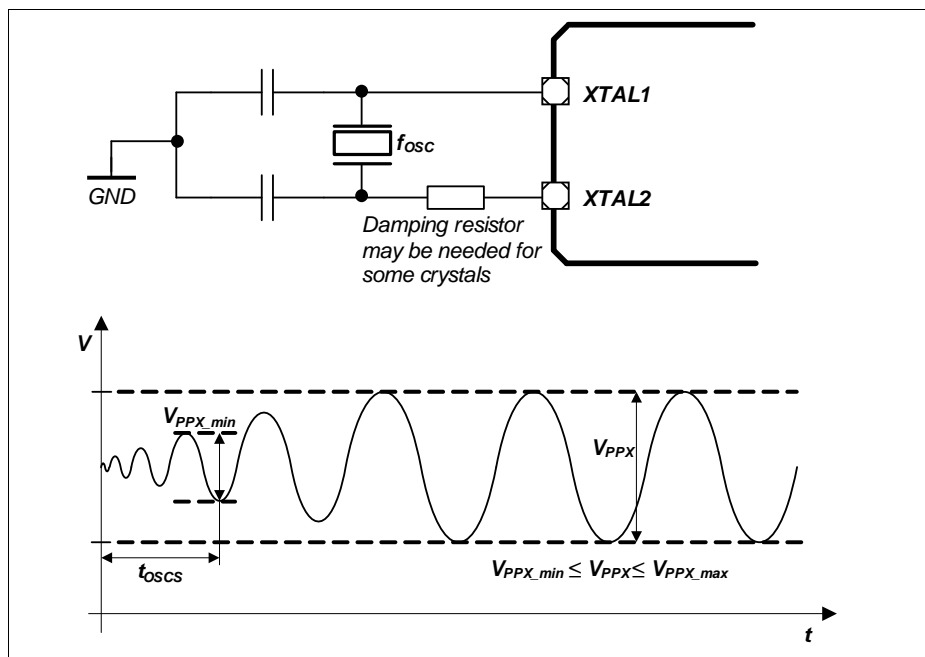 XTAL1
fOSC
GND
XTAL2
Damping resistor
may be needed for
some crystals
V
VPPX_min
VPPX
tOSCS
VPPX_min ≤ VPPX ≤ VPPX_max
t